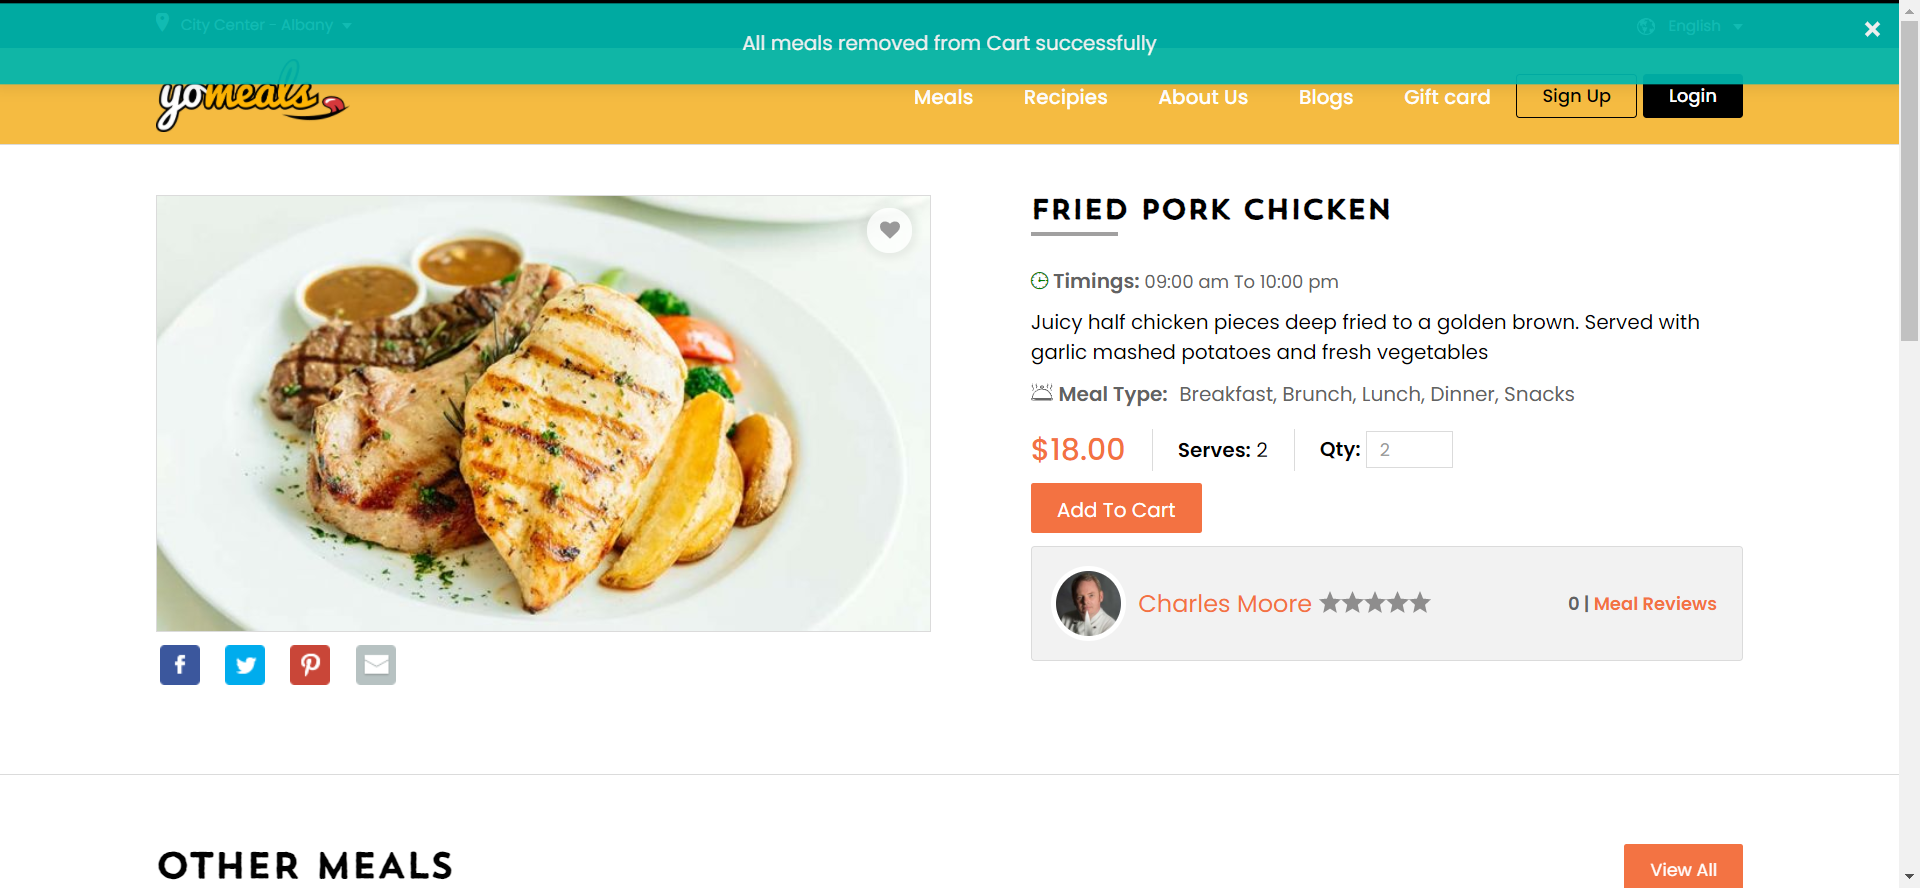 City Center - Albany
English
All meals removed from Cart successfully
yomeals
Meals
Recipies
About Us
Blogs
Gift card
Sign Up
Login
FRIED PORK CHICKEN
Timings: 09:00 am To 10:00 pm
Juicy half chicken pieces deep fried to a golden brown. Served with
garlic mashed potatoes and fresh vegetables
Meal Type: Breakfast, Brunch, Lunch, Dinner, Snacks
$18.00
Serves: 2
Qty: 2
Add To Cart
Charles Moore
0 | Meal Reviews
OTHER MEALS
View All